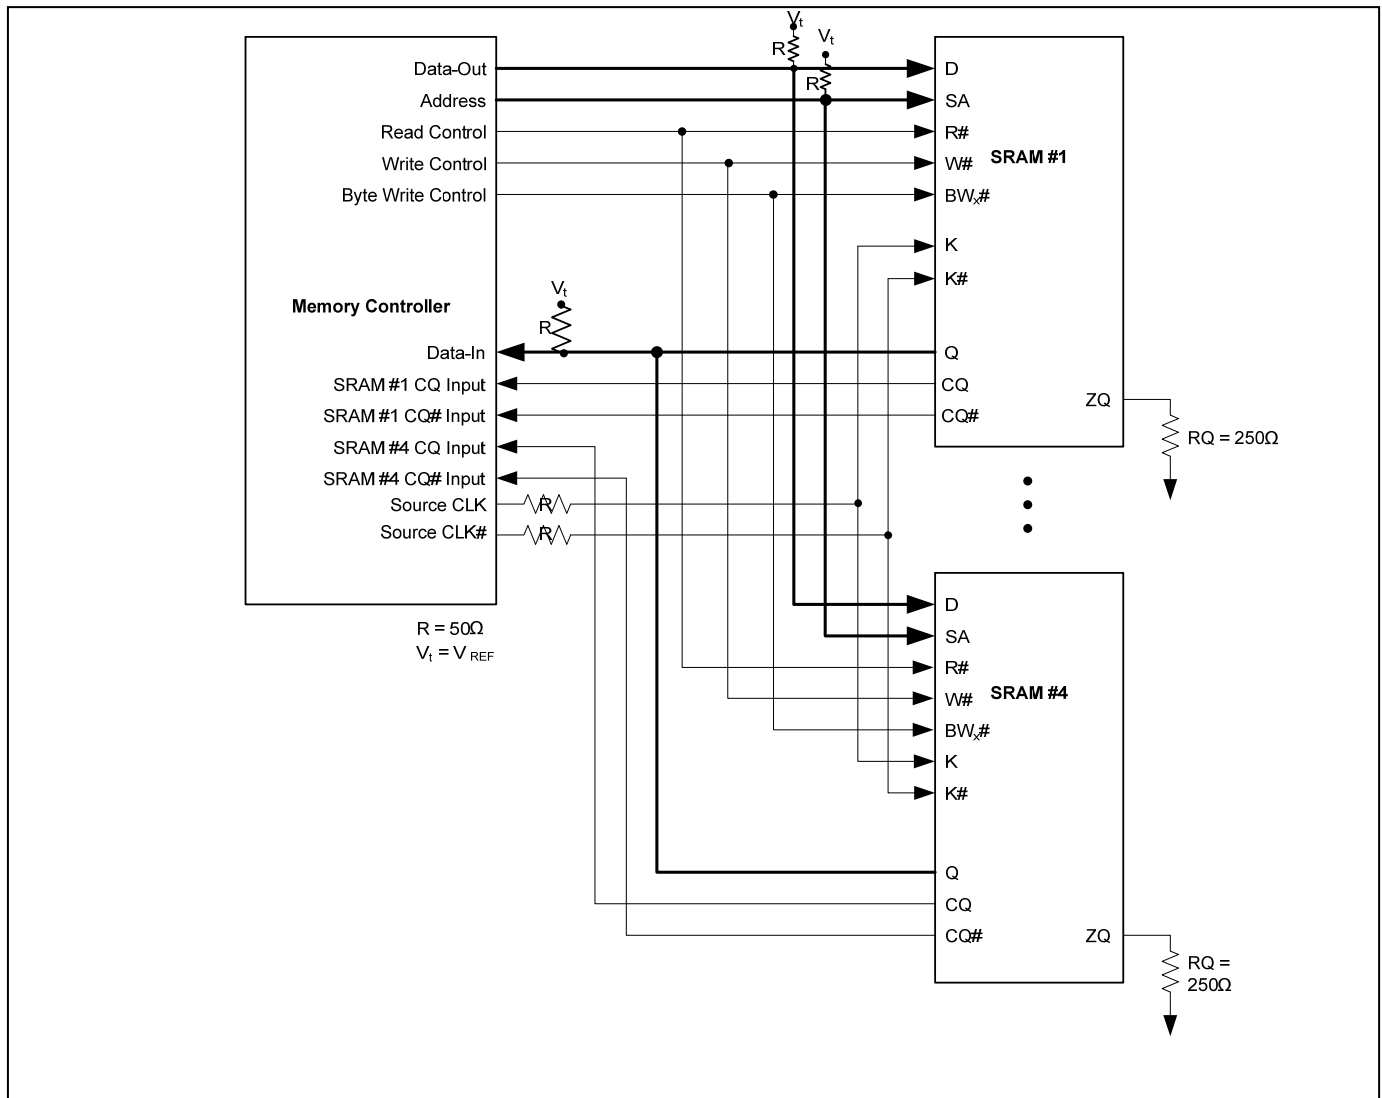 Vt
Vt
R
R
Data-Out
Address
Read Control
Write Control
Byte Write Control
Memory Controller
Vt
R
Data-In
SRAM #1 CQ Input
SRAM #1 CQ# Input
SRAM #4 CQ Input
SRAM #4 CQ# Input
Source CLK
R
Source CLK#
R
R = 50Ω
Vt = VREF
D
SA
R#
W#
SRAM #1
BWx#
K
K#
Q
CQ
CQ#
ZQ
RQ = 250Ω
D
SA
R#
W#
SRAM #4
BWx#
K
K#
Q
CQ
CQ#
ZQ
RQ =
250Ω